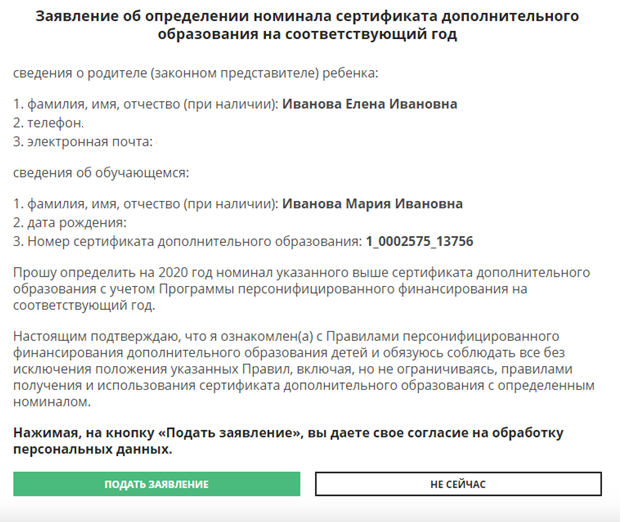 Заявление об определении номинала сертификата дополнительного
образования на соответствующий год
сведения о родителе (законном представителе) ребенка:
1. фамилия, имя, отчество (при наличии): Иванова Елена Ивановна
2. телефон.
3. электронная почта:
сведения об обучающемся:
1. фамилия, имя, отчество (при наличии): Иванова Мария Ивановна
2. дата рождения:
3. Номер сертификата дополнительного образования: 1_0002575_13756
Прошу определить на 2020 год номинал указанного выше сертификата дополнительного
образования с учетом Программы персонифицированного финансирования на
соответствующий год.
Настоящим подтверждаю, что я ознакомлен(а) с Правилами персонифицированного
финансирования дополнительного образования детей и обязуюсь соблюдать все без
исключения положения указанных Правил, включая, но не ограничиваясь, правилами
получения и использования сертификата дополнительного образования с определенным
номиналом.
Нажимая, на кнопку «Подать заявление», вы даете свое согласие на обработку
персональных данных.
ПОДАТЬ ЗАЯВЛЕНИЕ
НЕ СЕЙЧАС